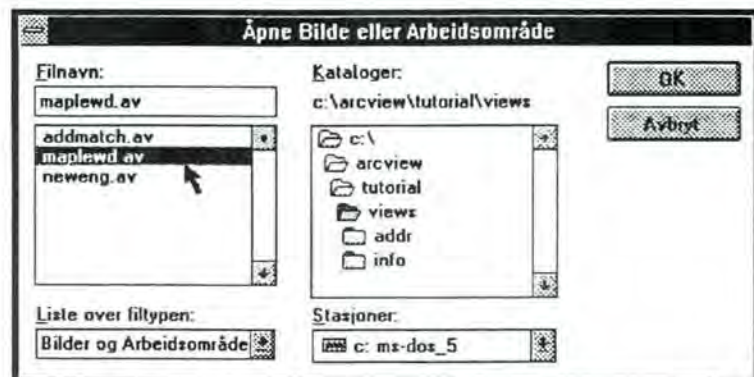 Åpne Bilde eller Arbeidsområde
Filnavn:
maplewd.av
addmatch.av
maplewd.av
neweng.av
Liste over filtypen:
Bilder og Arbeidsområde
Kataloger:
c:\arcview\tutorial\views
c:\
arcview
tutorial
views
addr
info
Stasjoner:
c: ms-dos_5
OK
Avbryt